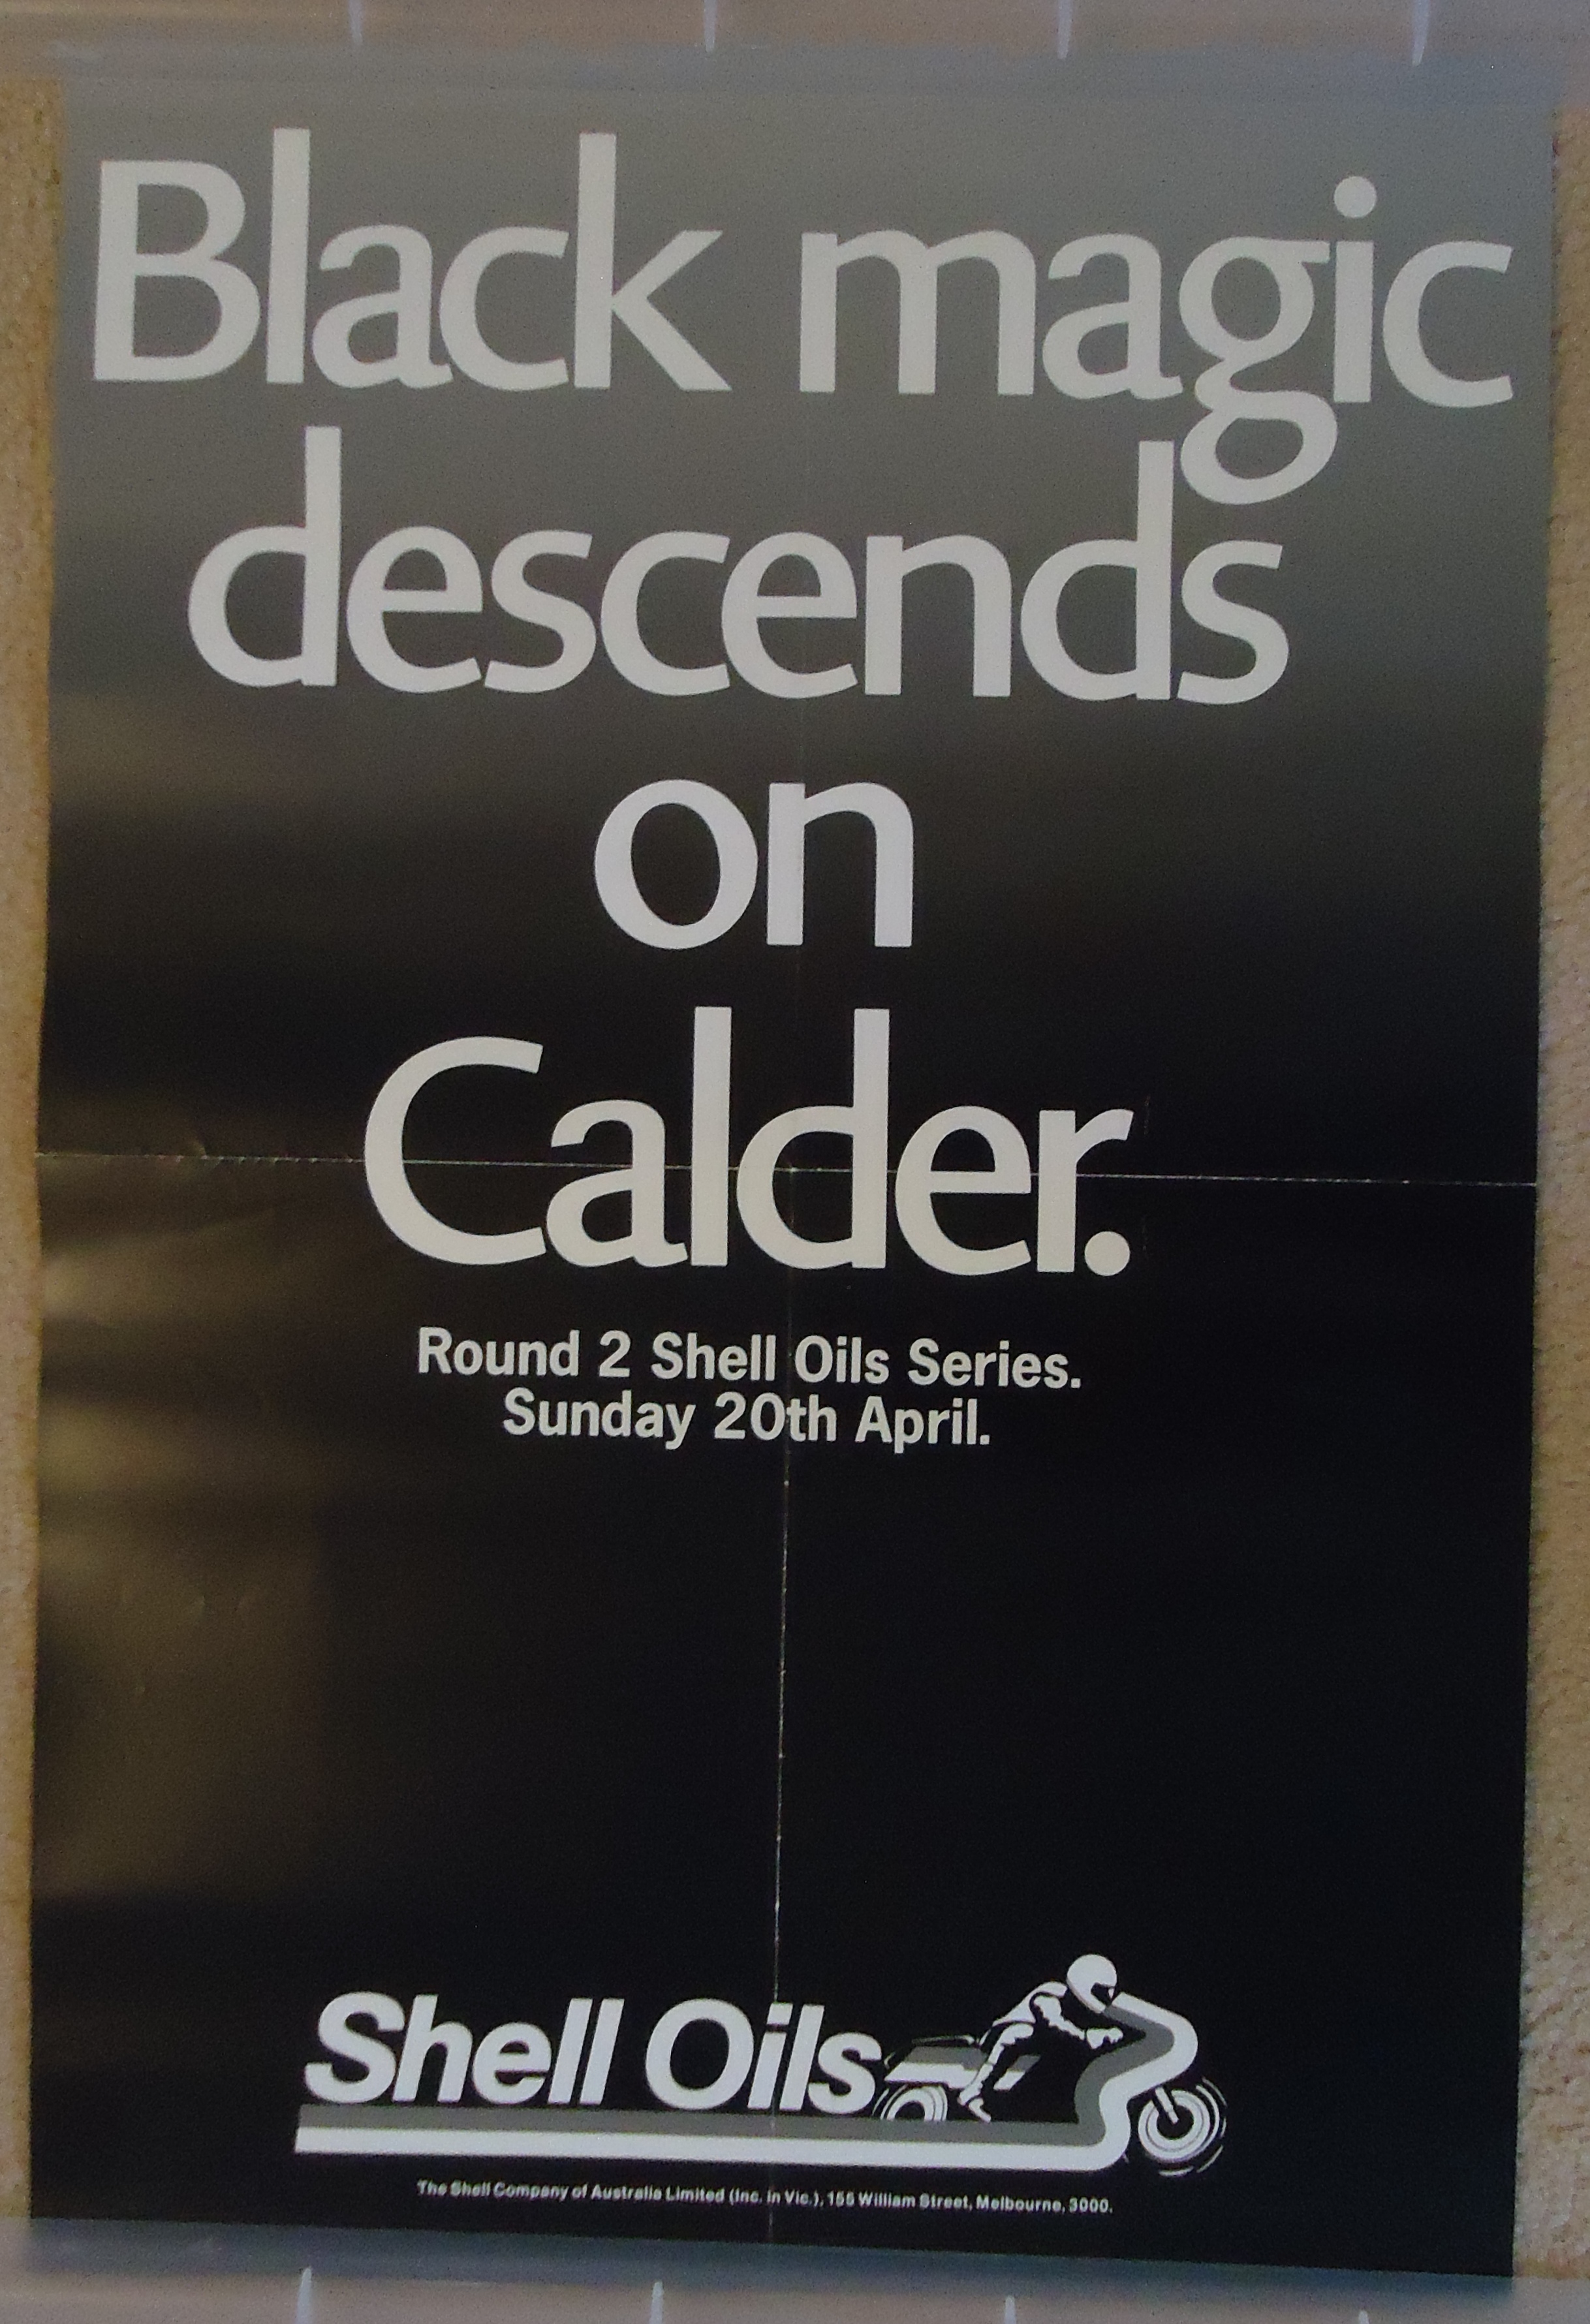 Black magic
descends
on
Calder.
Round 2 Shell Oils Series.
Sunday 20th April.
Shell Oils
The Shell Company of Australia Limited (Inc. in Vic.), 155 William Street, Melbourne, 3000.